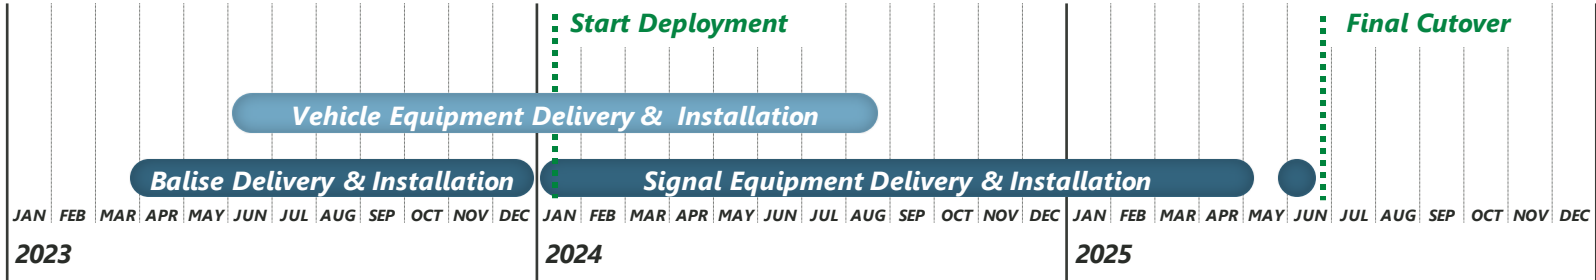 Start Deployment
Final Cutover
Vehicle Equipment Delivery & Installation
Balise Delivery & Installation
Signal Equipment Delivery & Installation
JAN FEB MAR APR MAY JUN JUL AUG SEP OCT NOV DEC JAN FEB MAR APR MAY JUN JUL AUG SEP OCT NOV DEC JAN FEB MAR APR MAY JUN JUL AUG SEP OCT NOV DEC
2023
2024
2025